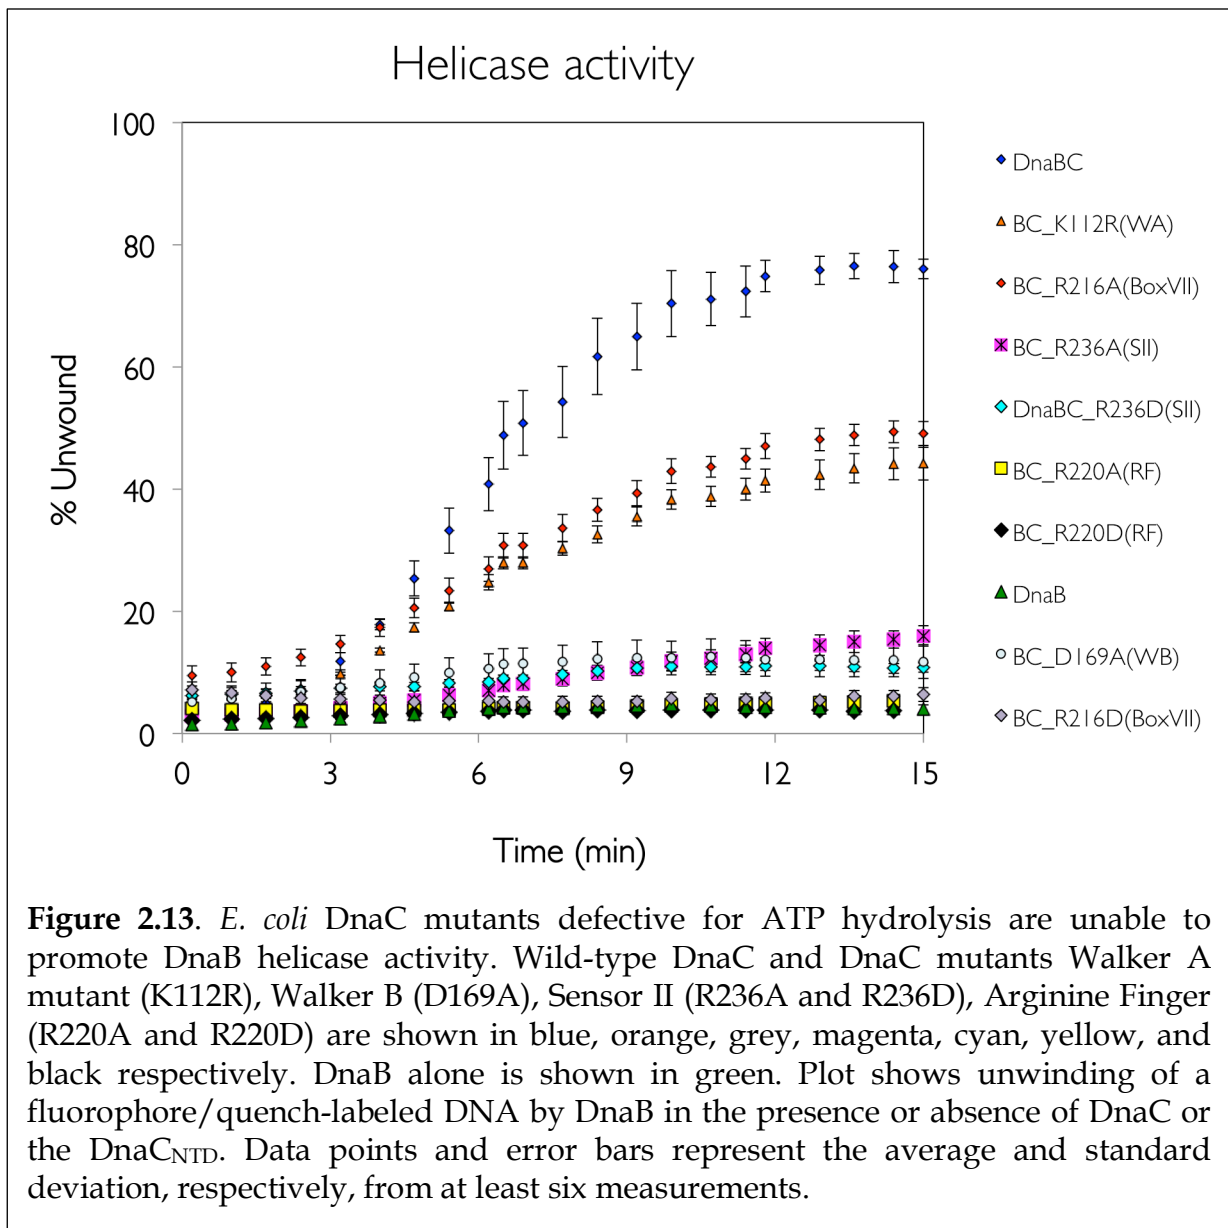 Helicase activity
100
80
60
40
20
0
% Unwound
0 3 6 9 12 15
Time (min)
DnaBC
BC_K112R(WA)
BC_R216A(BoxVII)
BC_R236A(SII)
DnaBC_R236D(SII)
BC_R220A(RF)
BC_R220D(RF)
DnaB
BC_D169A(WB)
BC_R216D(BoxVII)
Figure 2.13. E. coli DnaC mutants defective for ATP hydrolysis are unable to
promote DnaB helicase activity. Wild-type DnaC and DnaC mutants Walker A
mutant (K112R), Walker B (D169A), Sensor II (R236A and R236D), Arginine Finger
(R220A and R220D) are shown in blue, orange, grey, magenta, cyan, yellow, and
black respectively. DnaB alone is shown in green. Plot shows unwinding of a
fluorophore/quench-labeled DNA by DnaB in the presence or absence of DnaC or
the DnaCNTD. Data points and error bars represent the average and standard
deviation, respectively, from at least six measurements.